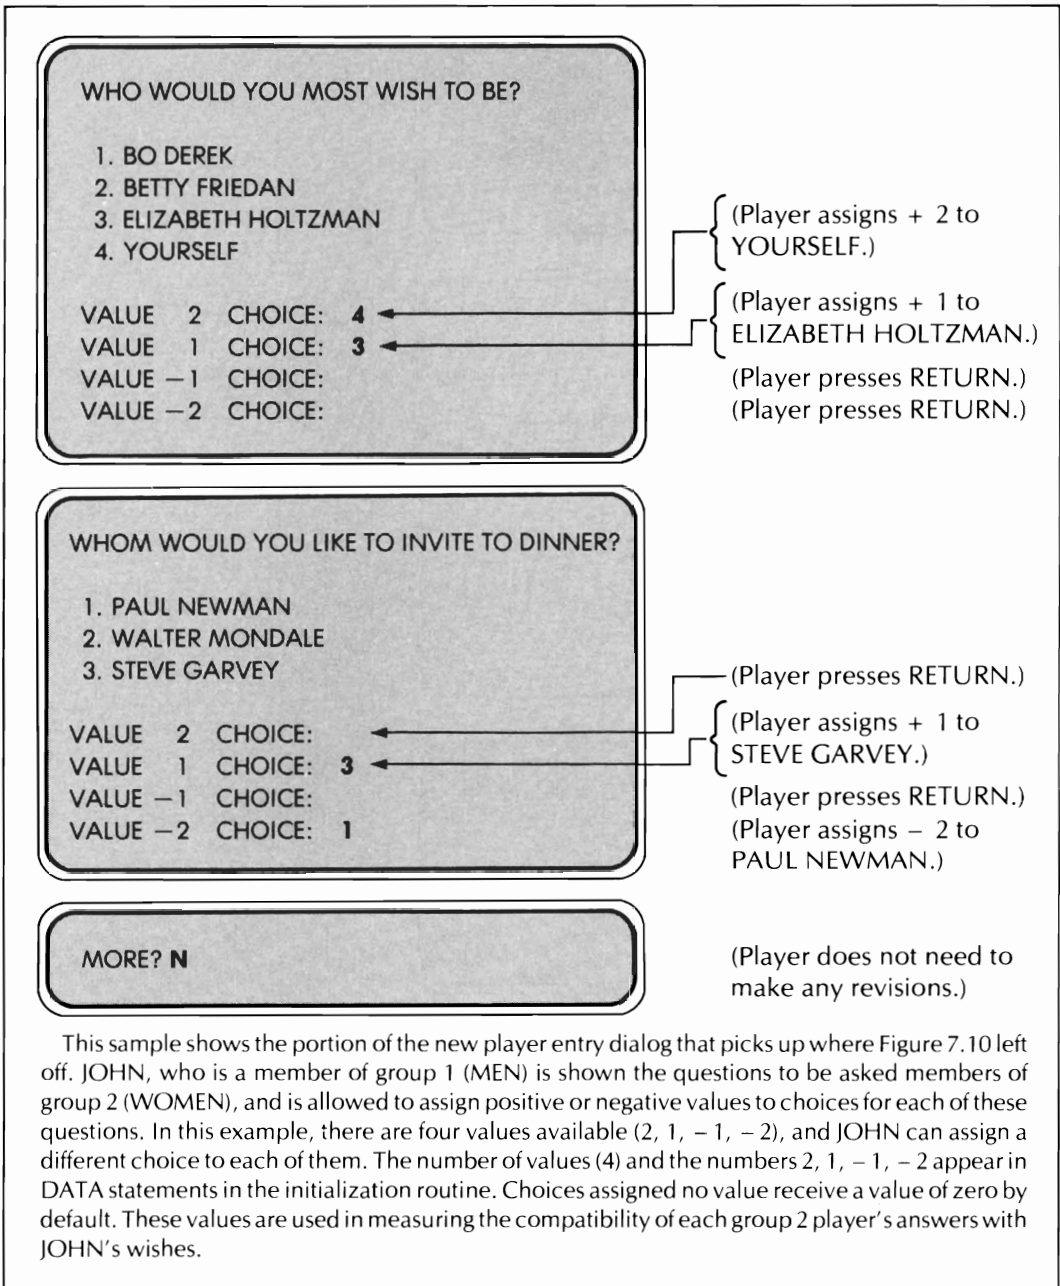 WHO WOULD YOU MOST WISH TO BE?
1. BO DEREK
2. BETTY FRIEDAN
3. ELIZABETH HOLTZMAN
4. YOURSELF
VALUE 2 CHOICE: 4
(Player assigns + 2 to
YOURSELF.)
VALUE 1 CHOICE: 3
(Player assigns + 1 to
ELIZABETH HOLTZMAN.)
VALUE −1 CHOICE:
(Player presses RETURN.)
VALUE −2 CHOICE:
(Player presses RETURN.)
WHOM WOULD YOU LIKE TO INVITE TO DINNER?
1. PAUL NEWMAN
2. WALTER MONDALE
3. STEVE GARVEY
VALUE 2 CHOICE:
(Player presses RETURN.)
VALUE 1 CHOICE: 3
(Player assigns + 1 to
STEVE GARVEY.)
VALUE −1 CHOICE:
(Player presses RETURN.)
VALUE −2 CHOICE: 1
(Player assigns − 2 to
PAUL NEWMAN.)
MORE? N
(Player does not need to
make any revisions.)
This sample shows the portion of the new player entry dialog that picks up where Figure 7.10 left
off. JOHN, who is a member of group 1 (MEN) is shown the questions to be asked members of
group 2 (WOMEN), and is allowed to assign positive or negative values to choices for each of these
questions. In this example, there are four values available (2, 1, − 1, − 2), and JOHN can assign a
different choice to each of them. The number of values (4) and the numbers 2, 1, − 1, − 2 appear in
DATA statements in the initialization routine. Choices assigned no value receive a value of zero by
default. These values are used in measuring the compatibility of each group 2 player's answers with
JOHN's wishes.